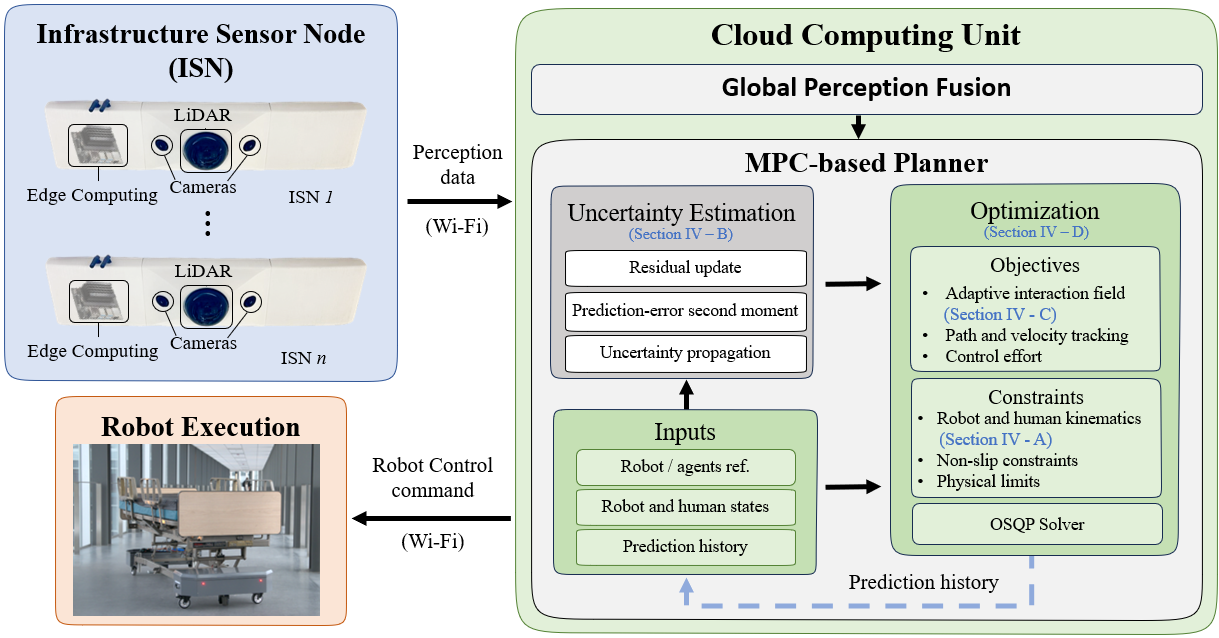 Infrastructure Sensor Node
(ISN)
LiDAR
Edge Computing
Cameras
ISN 1
LiDAR
Edge Computing
Cameras
ISN n
Perception
data
(Wi-Fi)
Robot Execution
Robot Control
command
(Wi-Fi)
Cloud Computing Unit
Global Perception Fusion
MPC-based Planner
Uncertainty Estimation
(Section IV – B)
Residual update
Prediction-error second moment
Uncertainty propagation
Inputs
Robot / agents ref.
Robot and human states
Prediction history
Optimization
(Section IV – D)
Objectives
• Adaptive interaction field
(Section IV - C)
• Path and velocity tracking
• Control effort
Constraints
• Robot and human kinematics
(Section IV - A)
• Non-slip constraints
• Physical limits
OSQP Solver
Prediction history